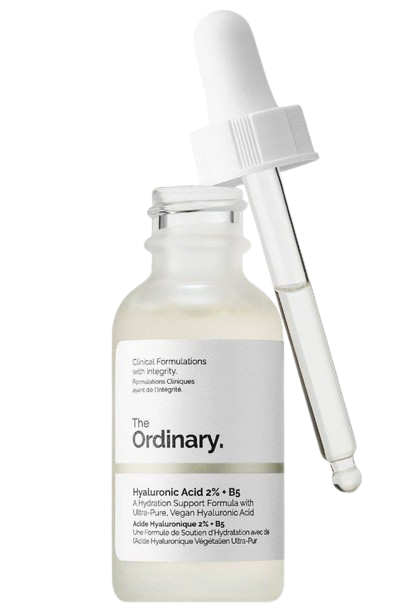 Clinical Formulations
with integrity.
Formulations Cliniques
ayant de l'intégrité.
The
Ordinary.
Hyaluronic Acid 2% + B5
A Hydration Support Formula with
Ultra-Pure, Vegan Hyaluronic Acid
Acide Hyaluronique 2% + B5
Une Formule de Soutien d'Hydratation avec de
l'Acide Hyaluronique Végétalien Ultra-Pur